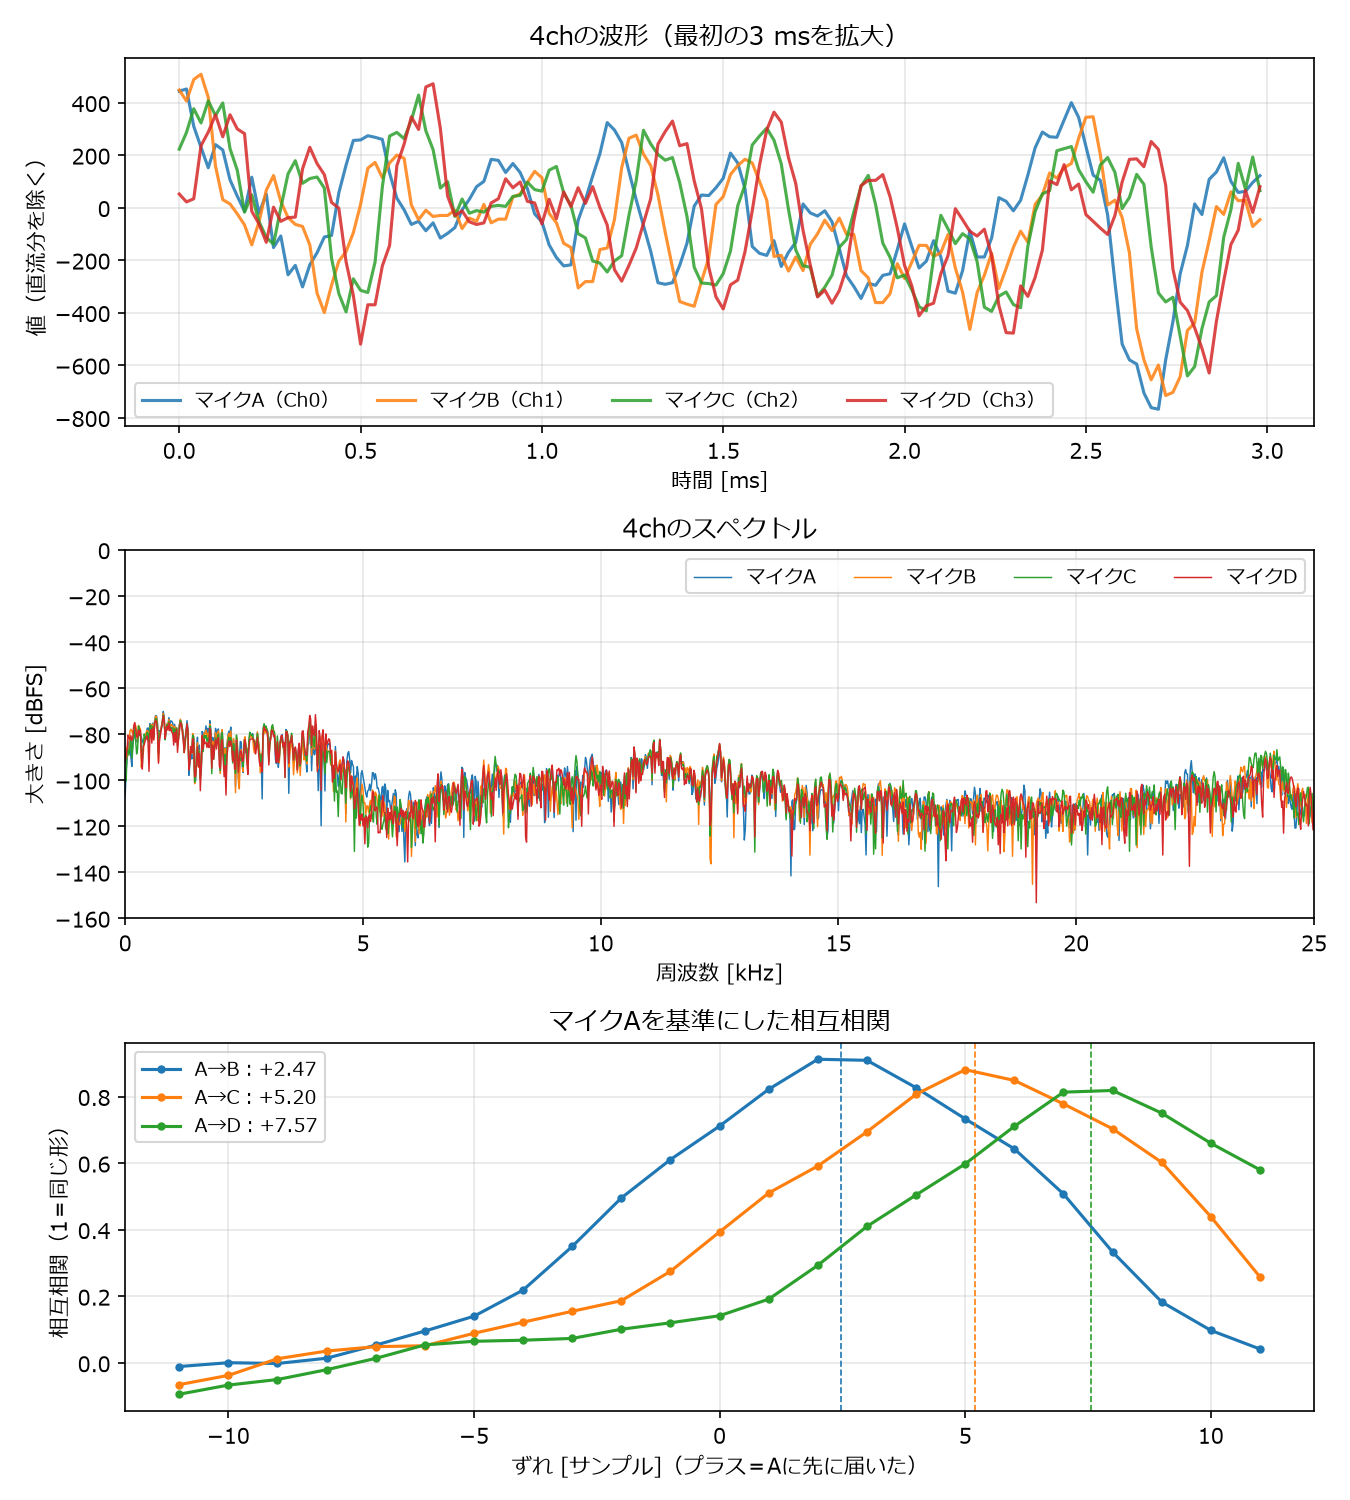 4chの波形（最初の3 msを拡大）
400
200
0
−200
−400
−600
−800
値（直流分を除く）
マイクA（Ch0） マイクB（Ch1） マイクC（Ch2） マイクD（Ch3）
0.0 0.5 1.0 1.5 2.0 2.5 3.0
時間 [ms]
4chのスペクトル
0
−20
−40
−60
−80
−100
−120
−140
−160
大きさ [dBFS]
マイクA マイクB マイクC マイクD
0 5 10 15 20 25
周波数 [kHz]
マイクAを基準にした相互相関
0.8
0.6
0.4
0.2
0.0
相互相関（1＝同じ形）
A→B：+2.47
A→C：+5.20
A→D：+7.57
−10 −5 0 5 10
ずれ [サンプル]（プラス＝Aに先に届いた）